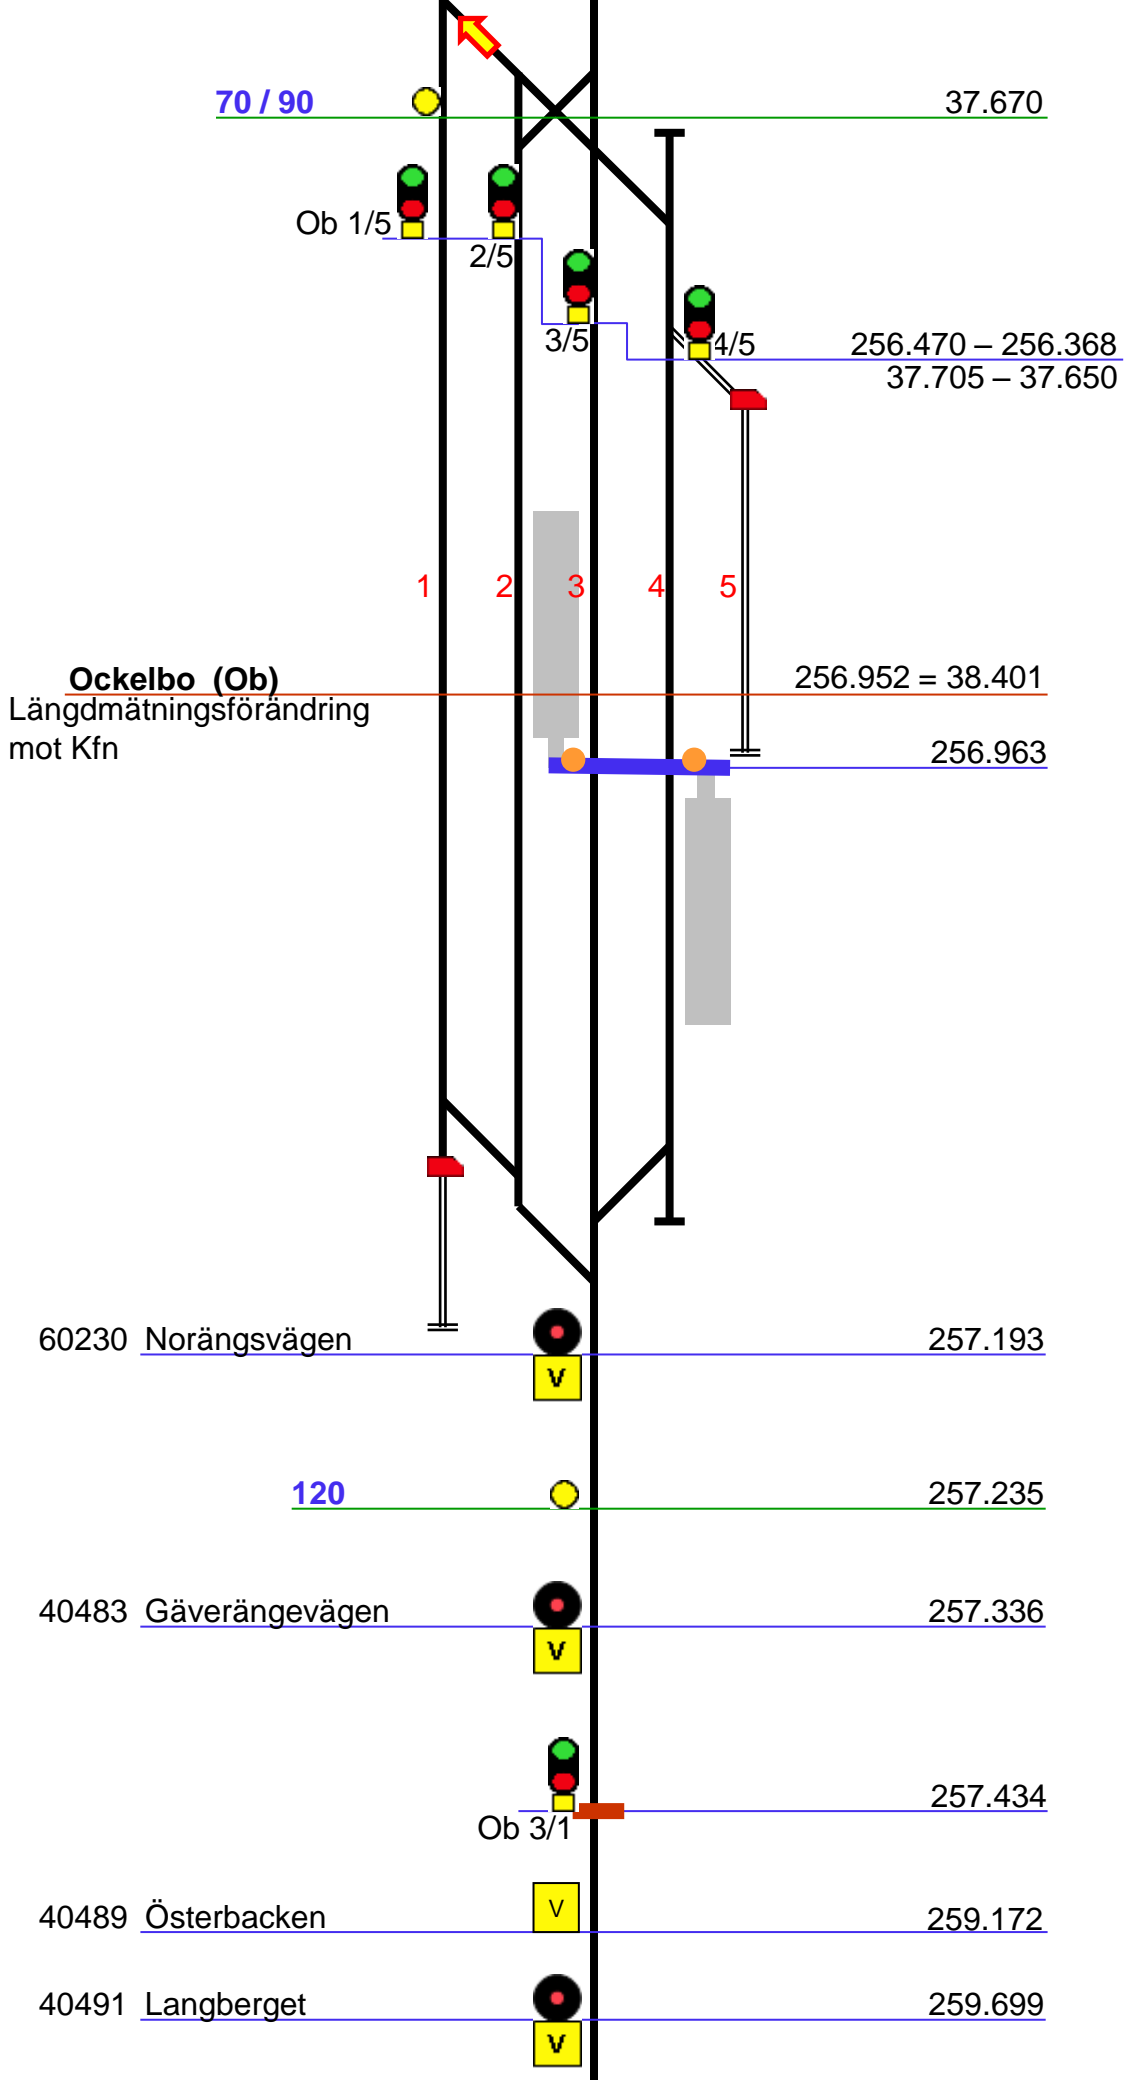 70 / 90 37.670
Ob 1/5
2/5
3/5 4/5 256.470 – 256.368
37.705 – 37.650
1 2 3 4 5
Ockelbo (Ob) 256.952 = 38.401
Längdmätningsförändring
mot Kfn 256.963
60230 Norängsvägen 257.193
V
120 257.235
40483 Gäverängevägen 257.336
V
257.434
Ob 3/1
40489 Österbacken V 259.172
40491 Langberget 259.699
V